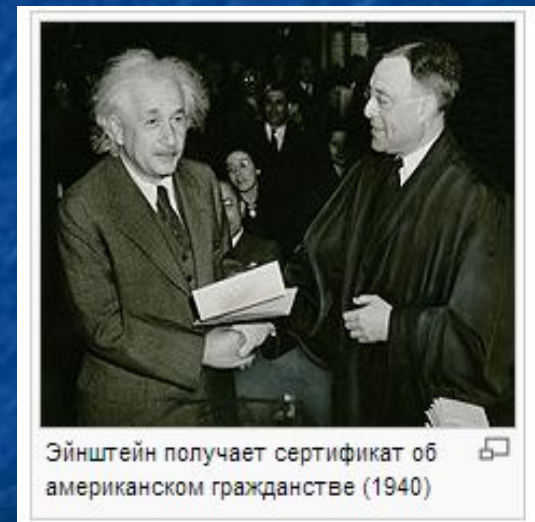 Эйнштейн получает сертификат об
американском гражданстве (1940)